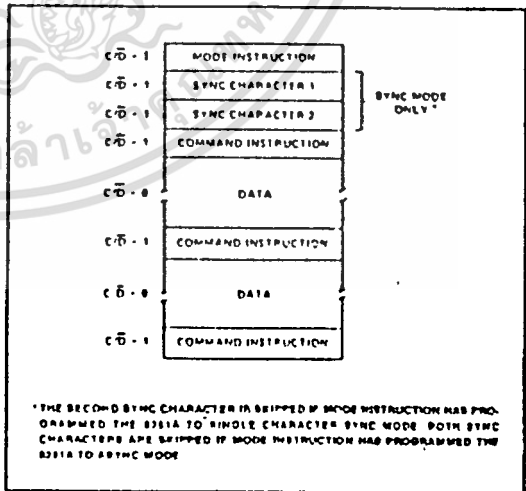 C/D̄ = 1 MODE INSTRUCTION
C/D̄ = 1 SYNC CHARACTER 1
SYNC MODE ONLY *
C/D̄ = 1 SYNC CHARACTER 2
C/D̄ = 1 COMMAND INSTRUCTION
C/D̄ = 0 DATA
C/D̄ = 1 COMMAND INSTRUCTION
C/D̄ = 0 DATA
C/D̄ = 1 COMMAND INSTRUCTION
* THE SECOND SYNC CHARACTER IS SKIPPED IF MODE INSTRUCTION HAS PRO-
GRAMMED THE 8251A TO SINGLE CHARACTER SYNC MODE. BOTH SYNC
CHARACTERS ARE SKIPPED IF MODE INSTRUCTION HAS PROGRAMMED THE
8251A TO ASYNC MODE